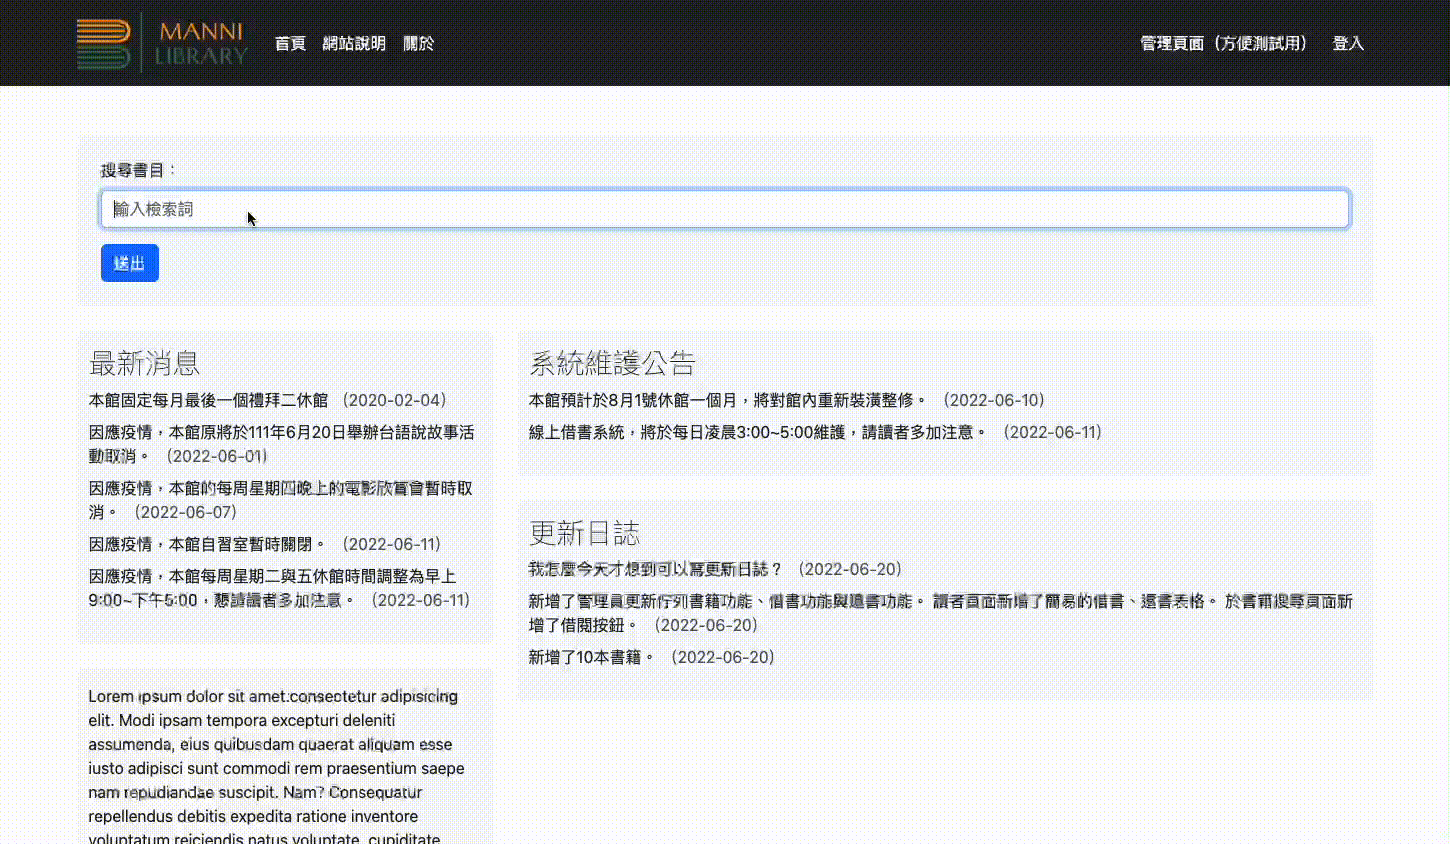 MANNI
LIBRARY
首頁 網站說明 關於
管理頁面（方便測試用） 登入
搜尋書目：
輸入檢索詞
送出
最新消息
本館固定每月最後一個禮拜二休館 （2020-02-04）
因應疫情，本館原將於111年6月20日舉辦台語說故事活
動取消。 （2022-06-01）
因應疫情，本館的每周星期四晚上的電影欣賞會暫時取
消。 （2022-06-07）
因應疫情，本館自習室暫時關閉。 （2022-06-11）
因應疫情，本館每周星期二與五休館時間調整為早上
9:00~下午5:00，懇請讀者多加注意。 （2022-06-11）
Lorem ipsum dolor sit amet consectetur adipisicing
elit. Modi ipsam tempora excepturi deleniti
assumenda, eius quibusdam quaerat aliquam esse
iusto adipisci sunt commodi rem praesentium saepe
nam repudiandae suscipit. Nam? Consequatur
repellendus debitis expedita ratione inventore
voluptatum reiciendis natus voluptate, cupiditate
系統維護公告
本館預計於8月1號休館一個月，將對館內重新裝潢整修。 （2022-06-10）
線上借書系統，將於每日凌晨3:00~5:00維護，請讀者多加注意。 （2022-06-11）
更新日誌
我怎麼今天才想到可以寫更新日誌？ （2022-06-20）
新增了管理員更新佇列書籍功能、借書功能與還書功能。 讀者頁面新增了簡易的借書、還書表格。 於書籍搜尋頁面新
增了借閱按鈕。 （2022-06-20）
新增了10本書籍。 （2022-06-20）